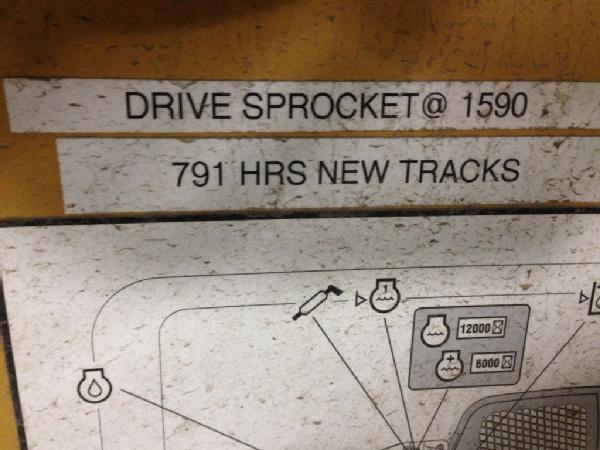 DRIVE SPROCKET@ 1590
791 HRS NEW TRACKS
12000
+
6000